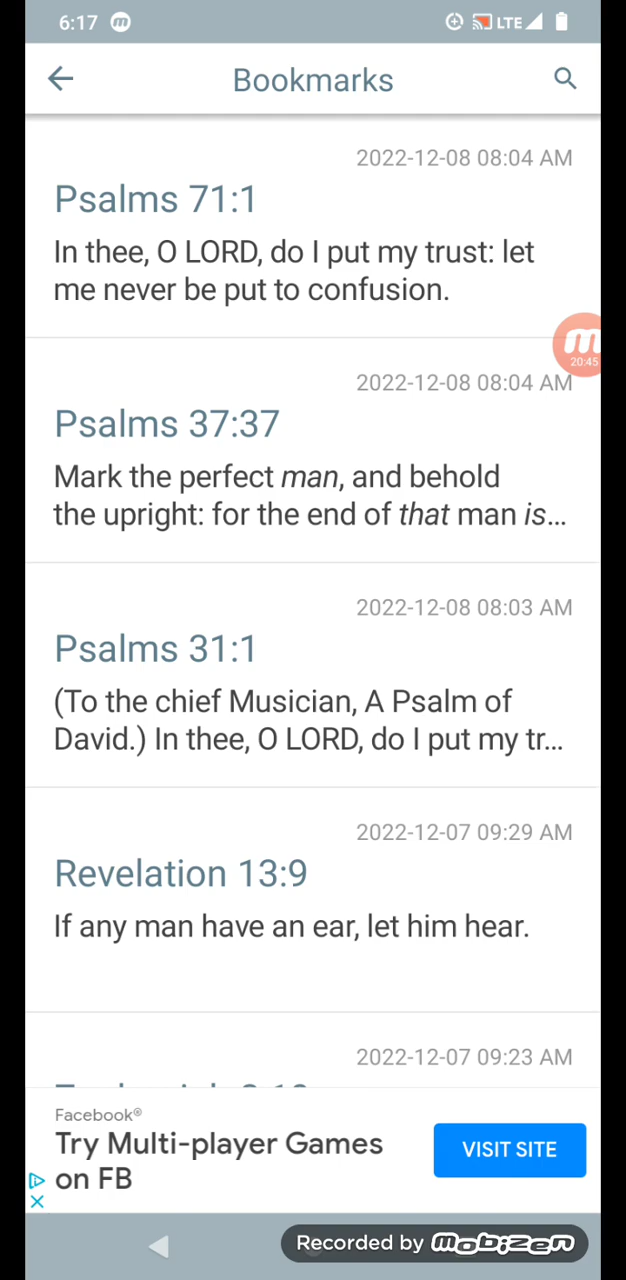 6:17 m LTE
Bookmarks
2022-12-08 08:04 AM
Psalms 71:1
In thee, O LORD, do I put my trust: let
me never be put to confusion.
m
20:45
2022-12-08 08:04 AM
Psalms 37:37
Mark the perfect man, and behold
the upright: for the end of that man is...
2022-12-08 08:03 AM
Psalms 31:1
(To the chief Musician, A Psalm of
David.) In thee, O LORD, do I put my tr...
2022-12-07 09:29 AM
Revelation 13:9
If any man have an ear, let him hear.
2022-12-07 09:23 AM
Facebook®
Try Multi-player Games
on FB
VISIT SITE
Recorded by mobizen